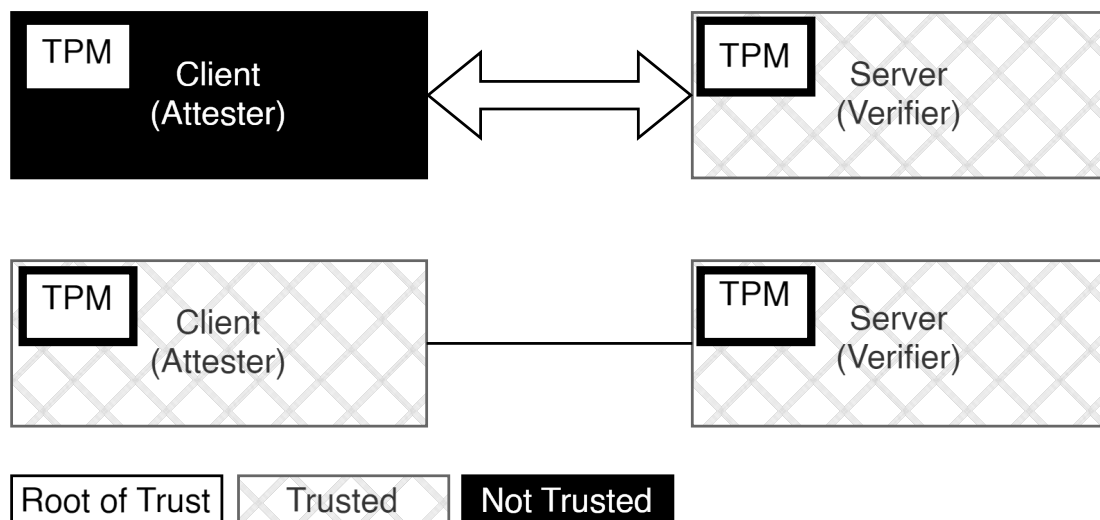 TPM
Client
(Attester)
TPM
Server
(Verifier)
TPM
Client
(Attester)
TPM
Server
(Verifier)
Root of Trust
Trusted
Not Trusted